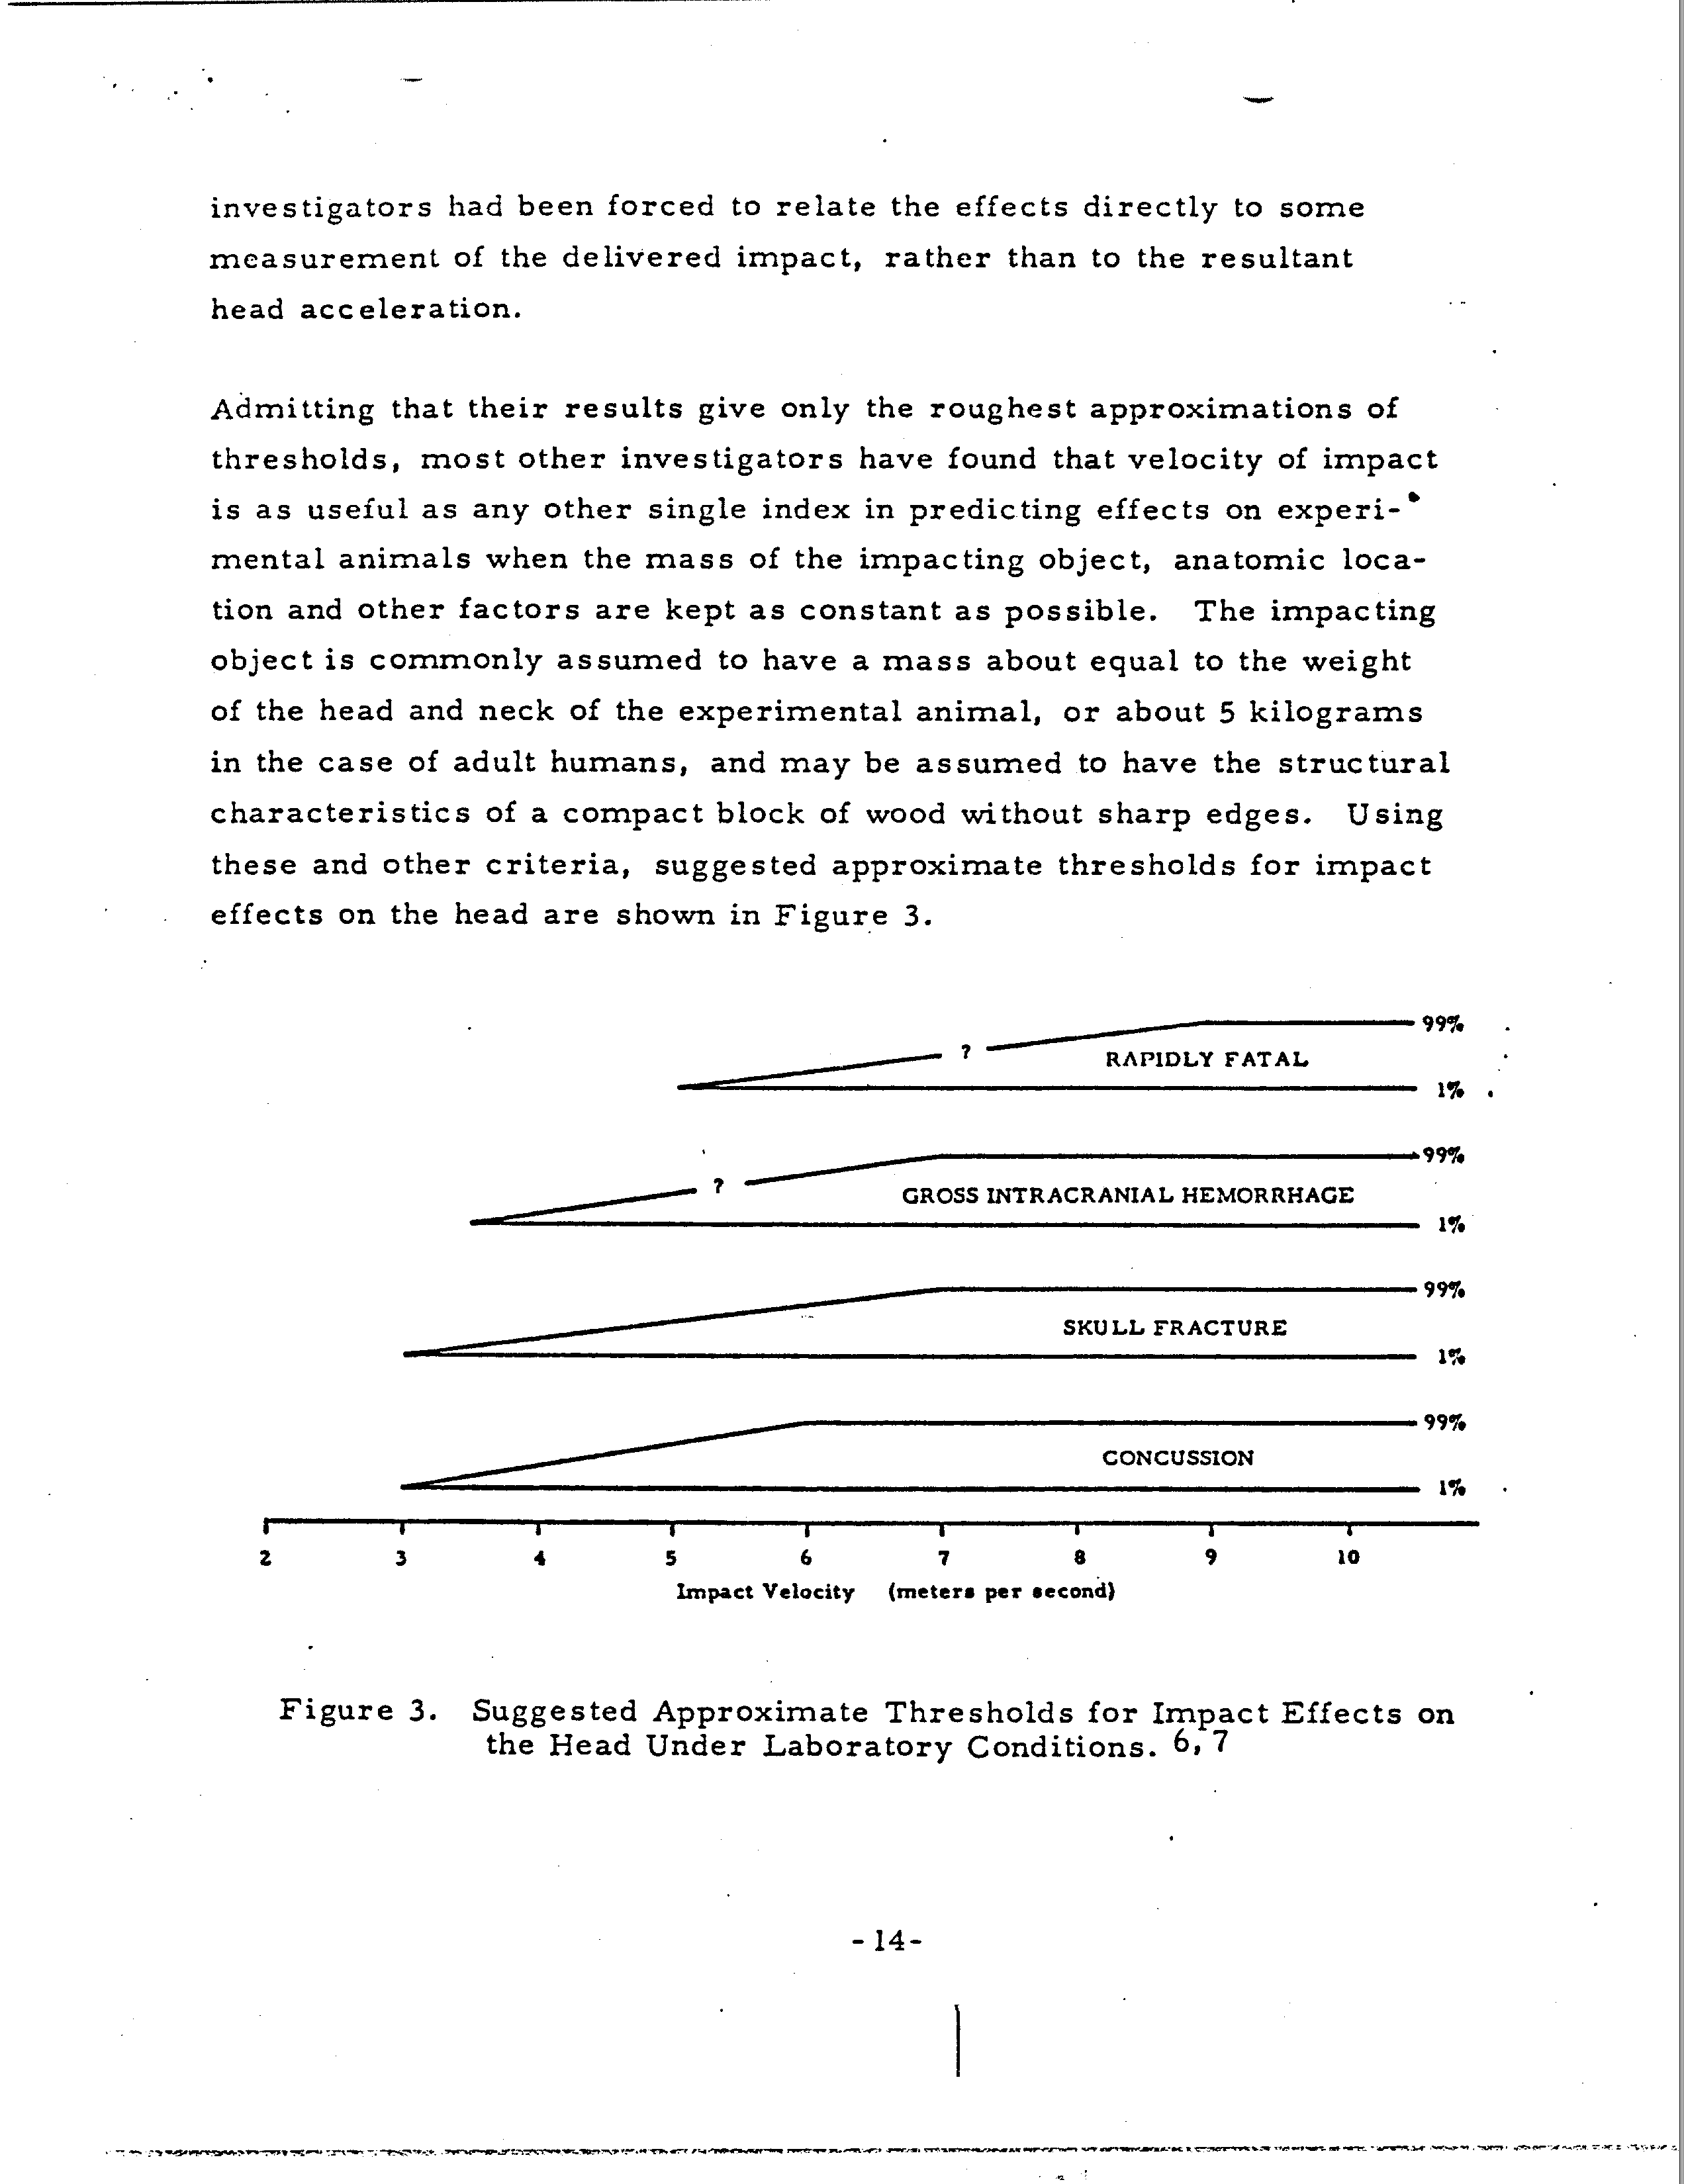 investigators had been forced to relate the effects directly to some
measurement of the delivered impact, rather than to the resultant
head acceleration.
Admitting that their results give only the roughest approximations of
thresholds, most other investigators have found that velocity of impact
is as useful as any other single index in predicting effects on experi-
mental animals when the mass of the impacting object, anatomic loca-
tion and other factors are kept as constant as possible. The impacting
object is commonly assumed to have a mass about equal to the weight
of the head and neck of the experimental animal, or about 5 kilograms
in the case of adult humans, and may be assumed to have the structural
characteristics of a compact block of wood without sharp edges. Using
these and other criteria, suggested approximate thresholds for impact
effects on the head are shown in Figure 3.
99%
?
RAPIDLY FATAL
1%
99%
?
GROSS INTRACRANIAL HEMORRHAGE
1%
99%
SKULL FRACTURE
1%
99%
CONCUSSION
1%
2 3 4 5 6 7 8 9 10
Impact Velocity (meters per second)
Figure 3. Suggested Approximate Thresholds for Impact Effects on
the Head Under Laboratory Conditions. 6, 7
-14-